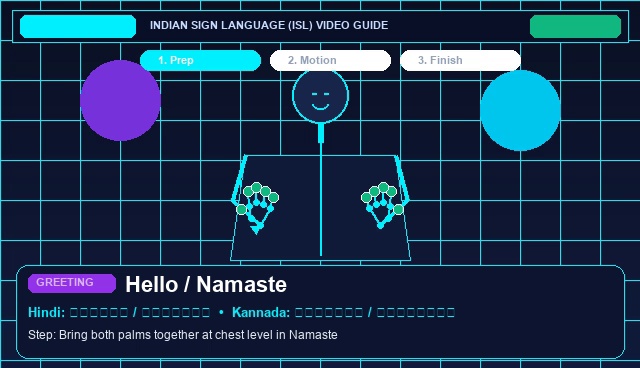 INDIAN SIGN LANGUAGE (ISL) VIDEO GUIDE
1. Prep 2. Motion 3. Finish
GREETING Hello / Namaste
Hindi: / • Kannada: /
Step: Bring both palms together at chest level in Namaste